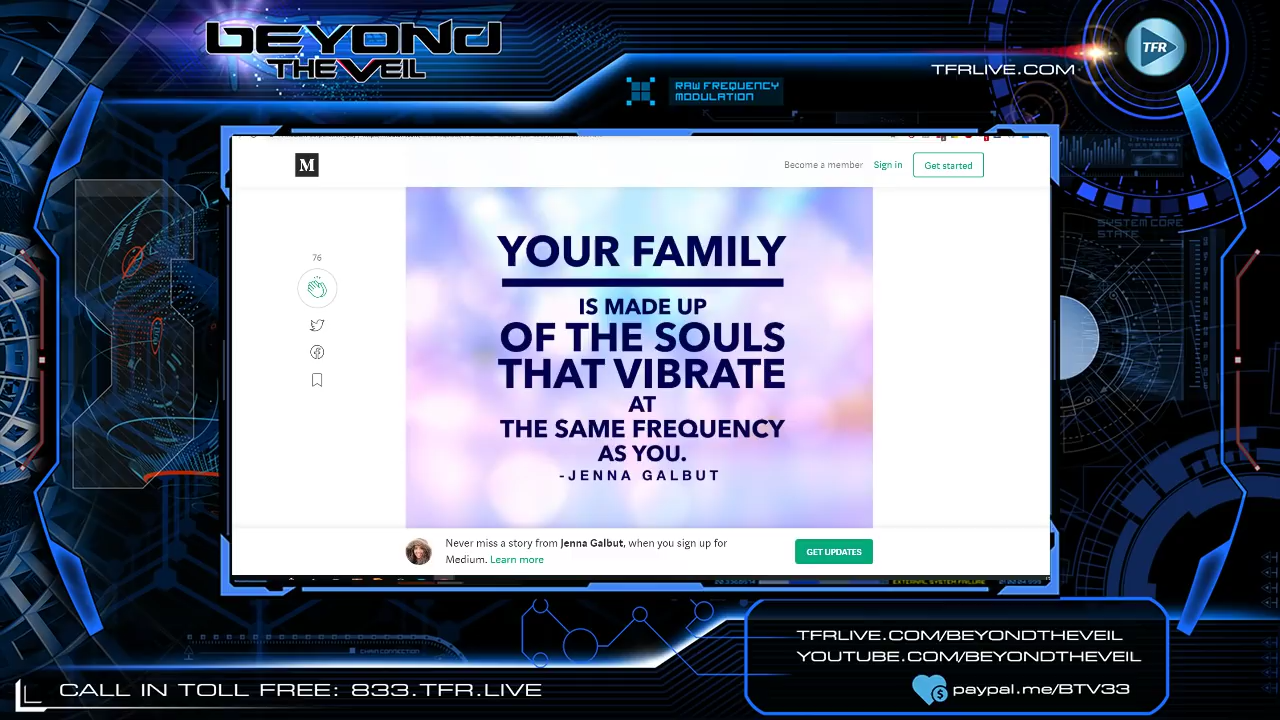 BEYOND
THE VEIL
TFR
TFRLIVE.COM
RAW FREQUENCY
MODULATION
M
Become a member
Sign in
Get started
SYSTEM CORE
STATE
76
YOUR FAMILY
IS MADE UP
OF THE SOULS
THAT VIBRATE
AT
THE SAME FREQUENCY
AS YOU.
-JENNA GALBUT
Never miss a story from Jenna Galbut, when you sign up for
Medium. Learn more
GET UPDATES
EXTERNAL SYSTEM FAILURE
CHAIN CONNECTION
TFRLIVE.COM/BEYONDTHEVEIL
YOUTUBE.COM/BEYONDTHEVEIL
paypal.me/BTV33
CALL IN TOLL FREE: 833.TFR.LIVE